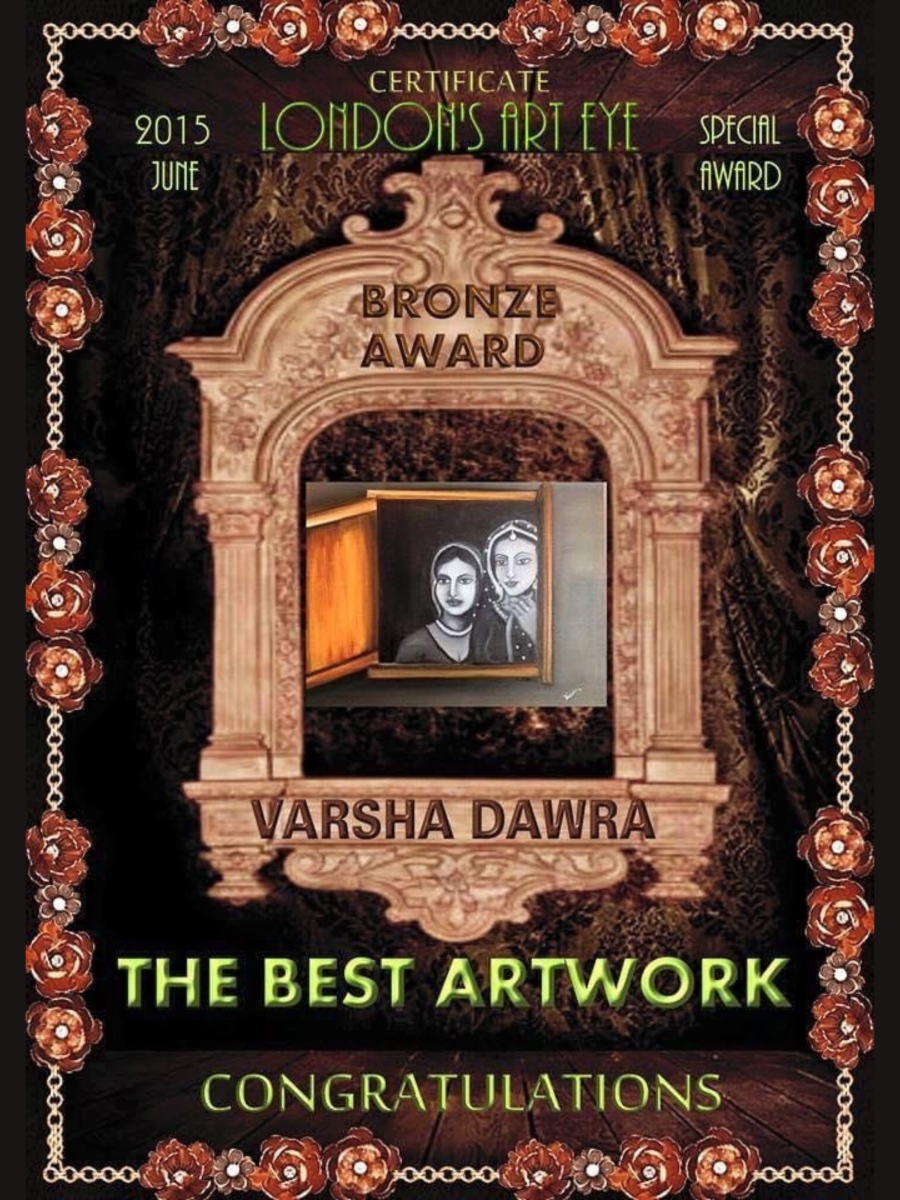 CERTIFICATE
LONDON'S ART EYE
2015
JUNE
SPECIAL
AWARD
BRONZE
AWARD
VARSHA DAWRA
THE BEST ARTWORK
CONGRATULATIONS